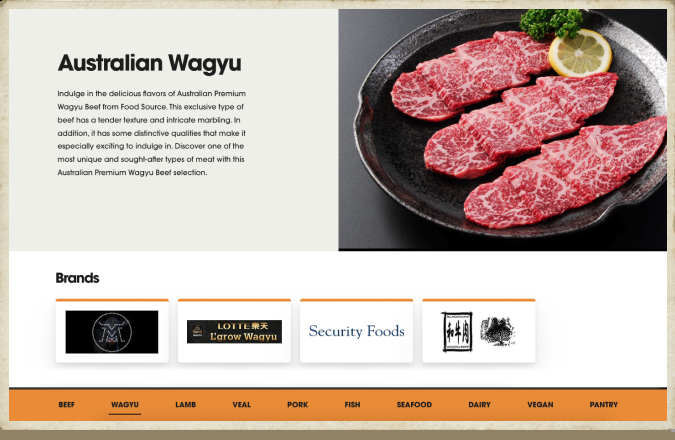 Australian Wagyu
Indulge in the delicious flavors of Australian Premium
Wagyu Beef from Food Source. This exclusive type of
beef has a tender texture and intricate marbling. In
addition, it has some distinctive qualities that make it
especially exciting to indulge in. Discover one of the
most unique and sought-after types of meat with this
Australian Premium Wagyu Beef selection.
Brands
LOTTE 樂天
L'grow Wagyu
Security Foods
和牛肉
BEEF WAGYU LAMB VEAL PORK FISH SEAFOOD DAIRY VEGAN PANTRY